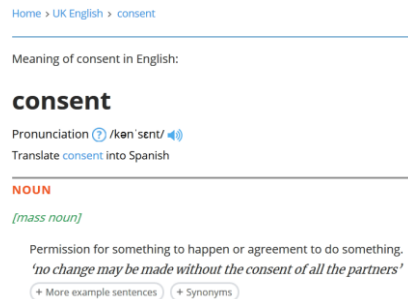 Home › UK English › consent
Meaning of consent in English:
consent
Pronunciation ? /kənˈsɛnt/
Translate consent into Spanish
NOUN
[mass noun]
Permission for something to happen or agreement to do something.
‘no change may be made without the consent of all the partners’
+ More example sentences + Synonyms